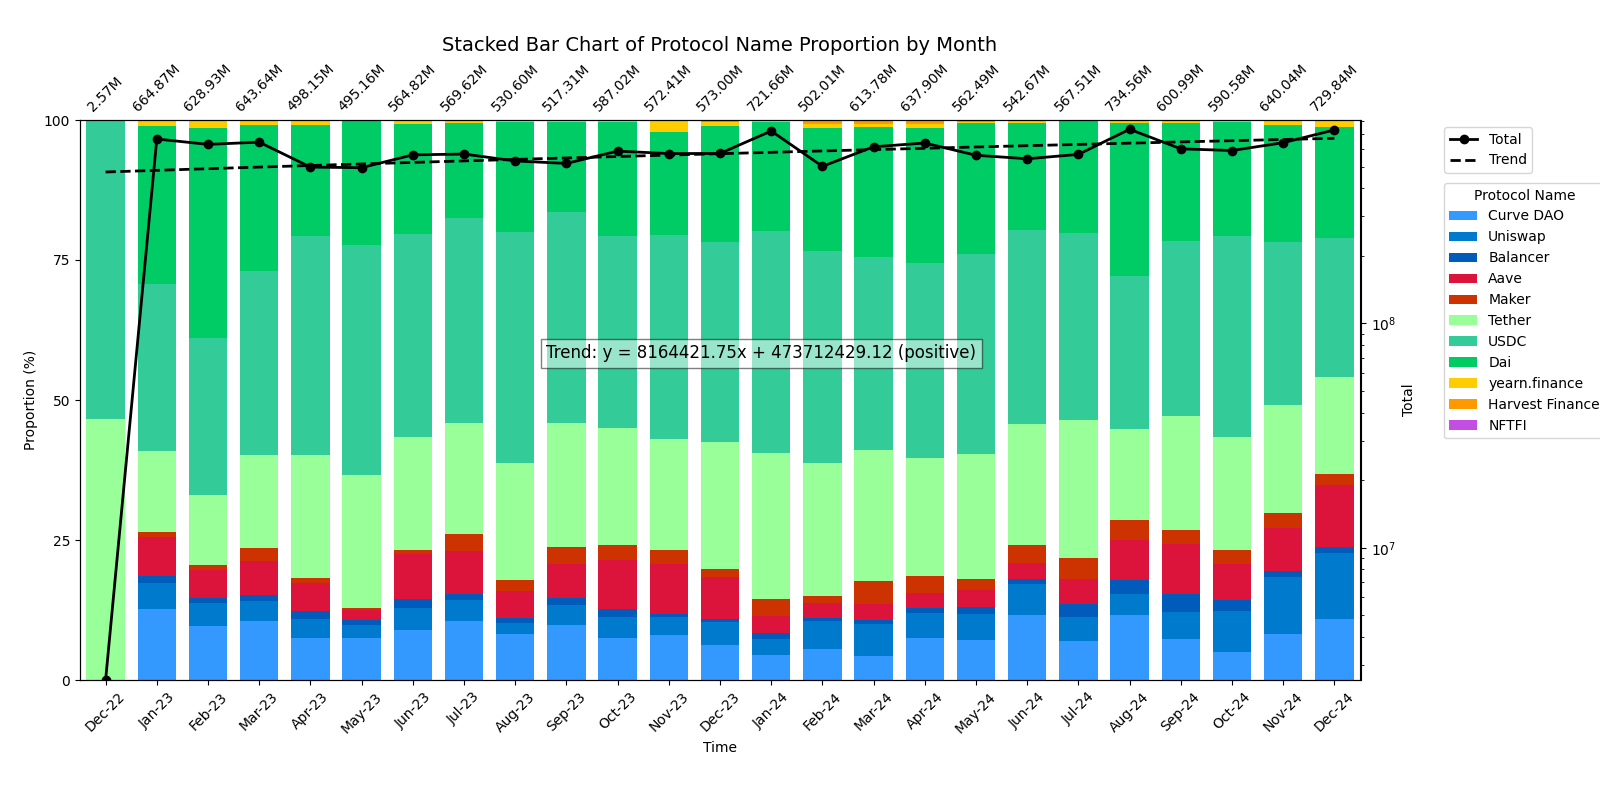 Stacked Bar Chart of Protocol Name Proportion by Month
2.57M
664.87M
628.93M
643.64M
498.15M
495.16M
564.82M
569.62M
530.60M
517.31M
587.02M
572.41M
573.00M
721.66M
502.01M
613.78M
637.90M
562.49M
542.67M
567.51M
734.56M
600.99M
590.58M
640.04M
729.84M
Proportion (%)
100
75
50
25
0
Trend: y = 8164421.75x + 473712429.12 (positive)
Total
10^8
10^7
Dec-22
Jan-23
Feb-23
Mar-23
Apr-23
May-23
Jun-23
Jul-23
Aug-23
Sep-23
Oct-23
Nov-23
Dec-23
Jan-24
Feb-24
Mar-24
Apr-24
May-24
Jun-24
Jul-24
Aug-24
Sep-24
Oct-24
Nov-24
Dec-24
Time
Total
Trend
Protocol Name
Curve DAO
Uniswap
Balancer
Aave
Maker
Tether
USDC
Dai
yearn.finance
Harvest Finance
NFTFI